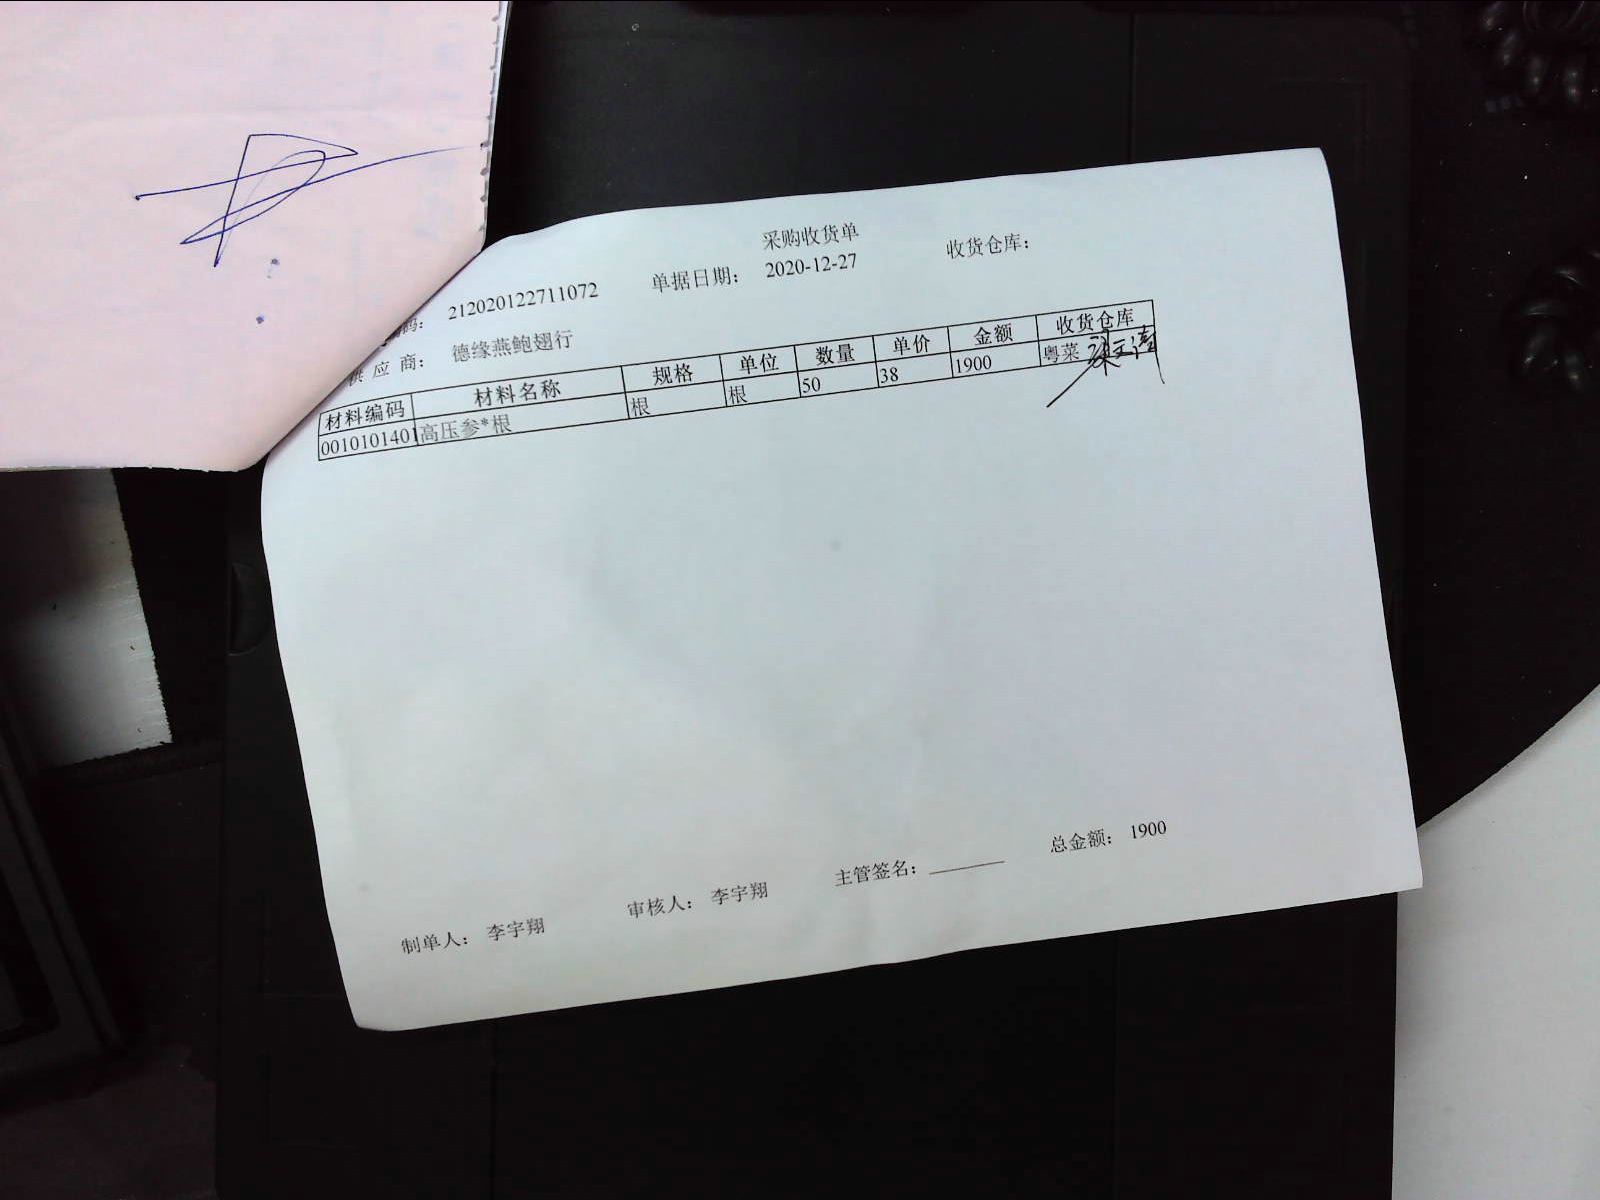 采购收货单
码： 212020122711072 单据日期： 2020-12-27 收货仓库：
供 应 商： 德缘燕鲍翅行
材料编码 材料名称 规格 单位 数量 单价 金额 收货仓库
0010101401 高压参*根 根 根 50 38 1900 粤菜
总金额： 1900
制单人： 李宇翔 审核人： 李宇翔 主管签名：